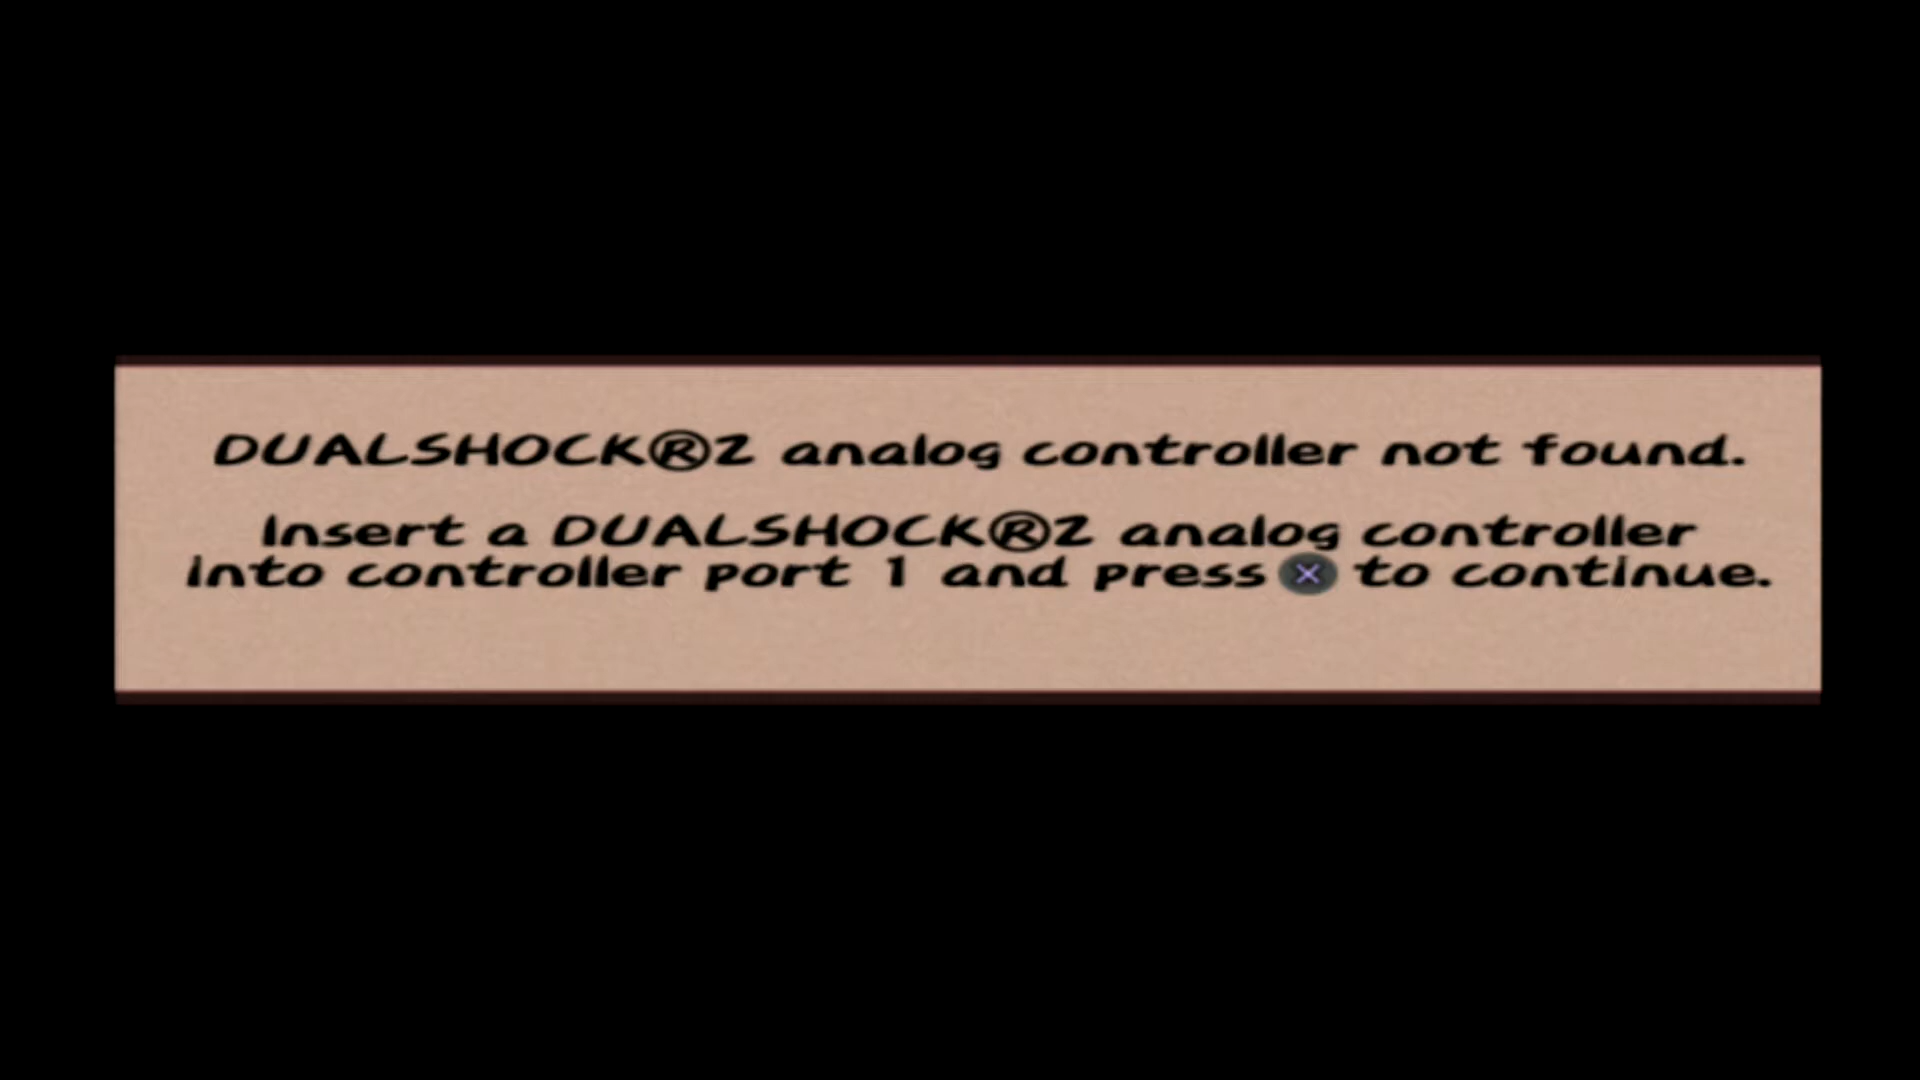 DUALSHOCK®2 analog controller not found.
Insert a DUALSHOCK®2 analog controller
into controller port 1 and press ⓧ to continue.